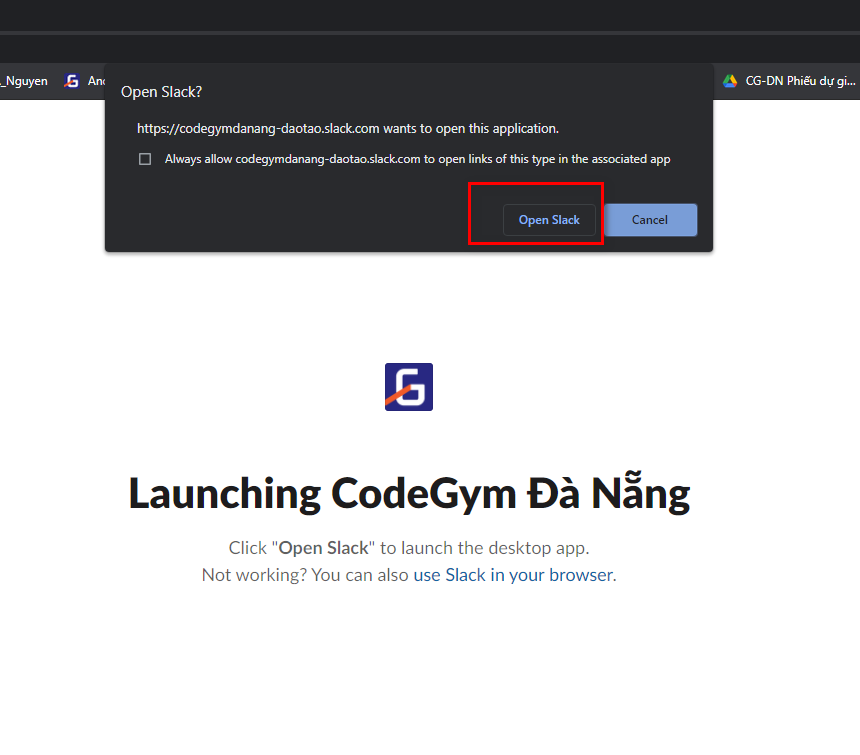 _Nguyen
And
CG-DN Phiếu dự gi...
Open Slack?
https://codegymdanang-daotao.slack.com wants to open this application.
Always allow codegymdanang-daotao.slack.com to open links of this type in the associated app
Open Slack
Cancel
Launching CodeGym Đà Nẵng
Click "Open Slack" to launch the desktop app.
Not working? You can also use Slack in your browser.